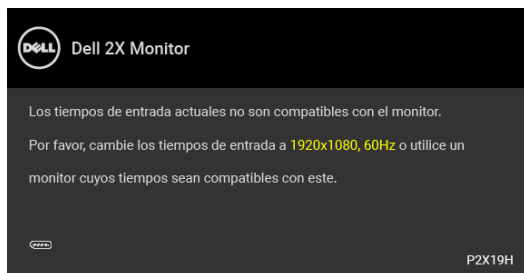 DELL
Dell 2X Monitor
Los tiempos de entrada actuales no son compatibles con el monitor.
Por favor, cambie los tiempos de entrada a 1920x1080, 60Hz o utilice un
monitor cuyos tiempos sean compatibles con este.
P2X19H